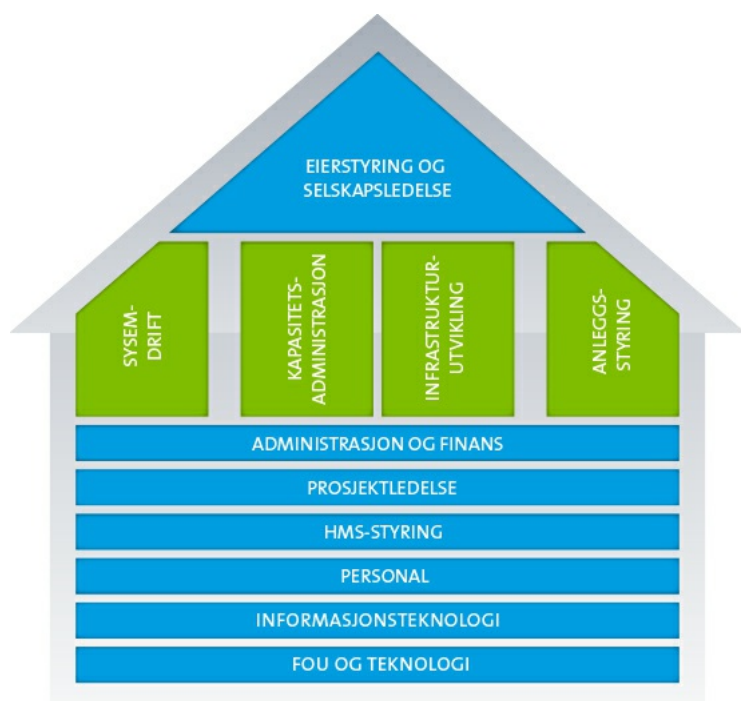 EIERSTYRING OG
SELSKAPSLEDELSE
SYSEM-
DRIFT
KAPASITETS-
ADMINISTRASJON
INFRASTRUKTUR-
UTVIKLING
ANLEGGS-
STYRING
ADMINISTRASJON OG FINANS
PROSJEKTLEDELSE
HMS-STYRING
PERSONAL
INFORMASJONSTEKNOLOGI
FOU OG TEKNOLOGI